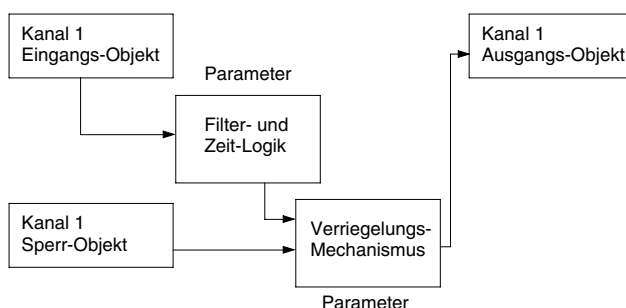 Kanal 1
Eingangs-Objekt
Kanal 1
Ausgangs-Objekt
Parameter
Filter- und
Zeit-Logik
Kanal 1
Sperr-Objekt
Verriegelungs-
Mechanismus
Parameter